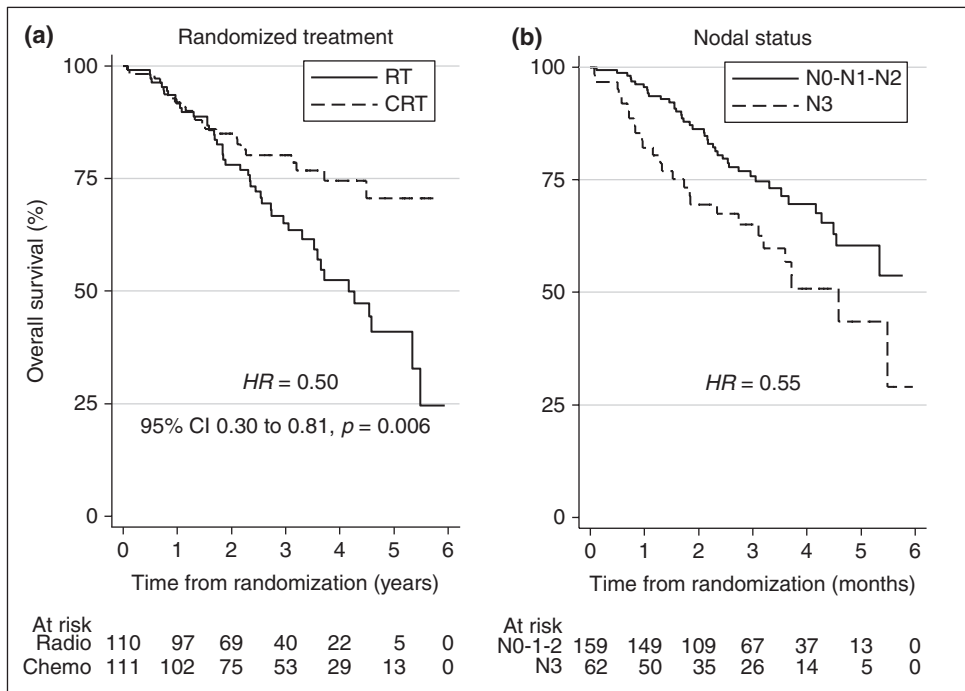 (a) Randomized treatment
RT
CRT
Overall survival (%)
100
75
50
25
0
HR = 0.50
95% CI 0.30 to 0.81, p = 0.006
0 1 2 3 4 5 6
Time from randomization (years)
At risk
Radio 110 97 69 40 22 5 0
Chemo 111 102 75 53 29 13 0
(b) Nodal status
N0-N1-N2
N3
100
75
50
25
0
HR = 0.55
0 1 2 3 4 5 6
Time from randomization (months)
At risk
N0-1-2 159 149 109 67 37 13 0
N3 62 50 35 26 14 5 0